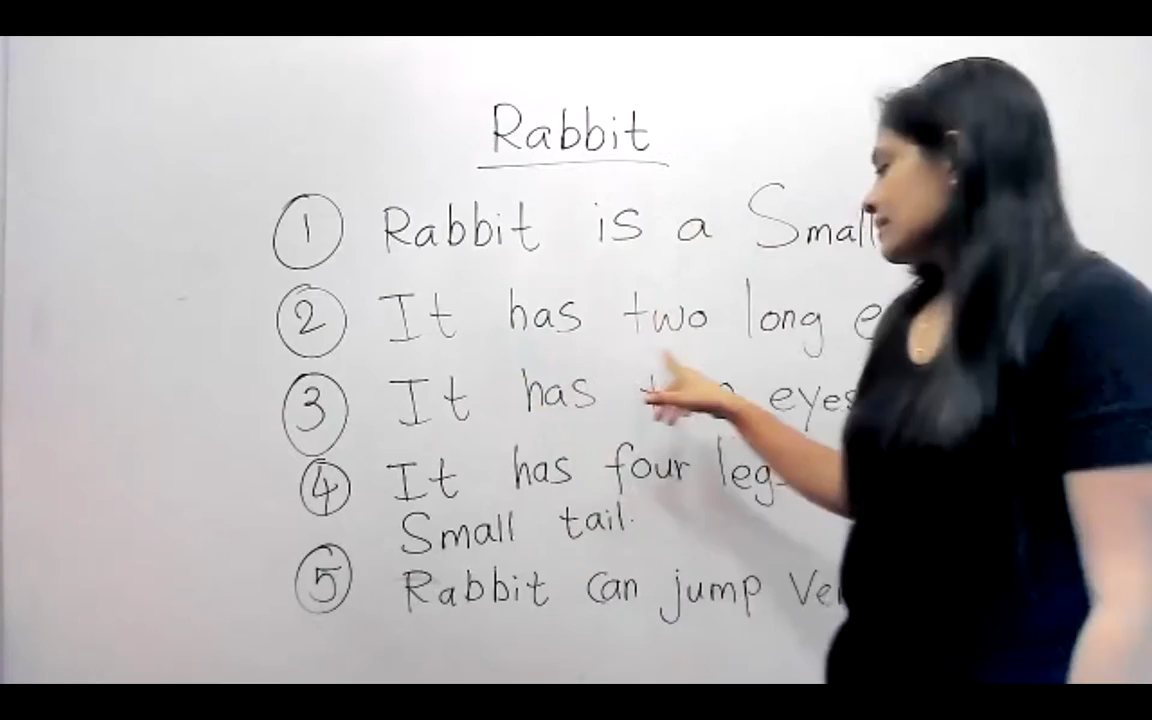 Rabbit
1 Rabbit is a Small
2 It has two long
3 It has eyes
4 It has four
Small tail.
5 Rabbit can jump